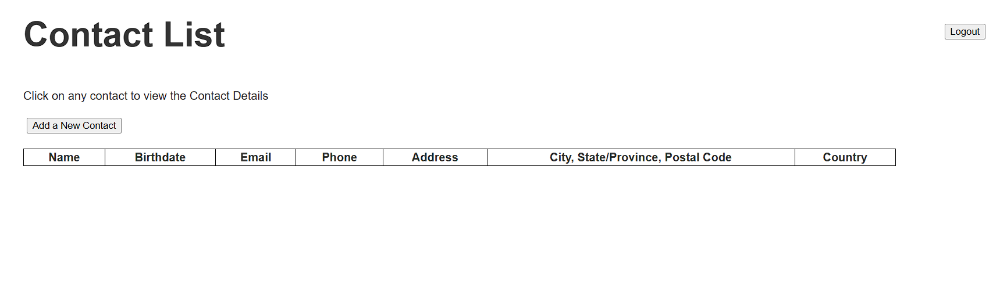 Contact List
Logout
Click on any contact to view the Contact Details
Add a New Contact
Name Birthdate Email Phone Address City, State/Province, Postal Code Country